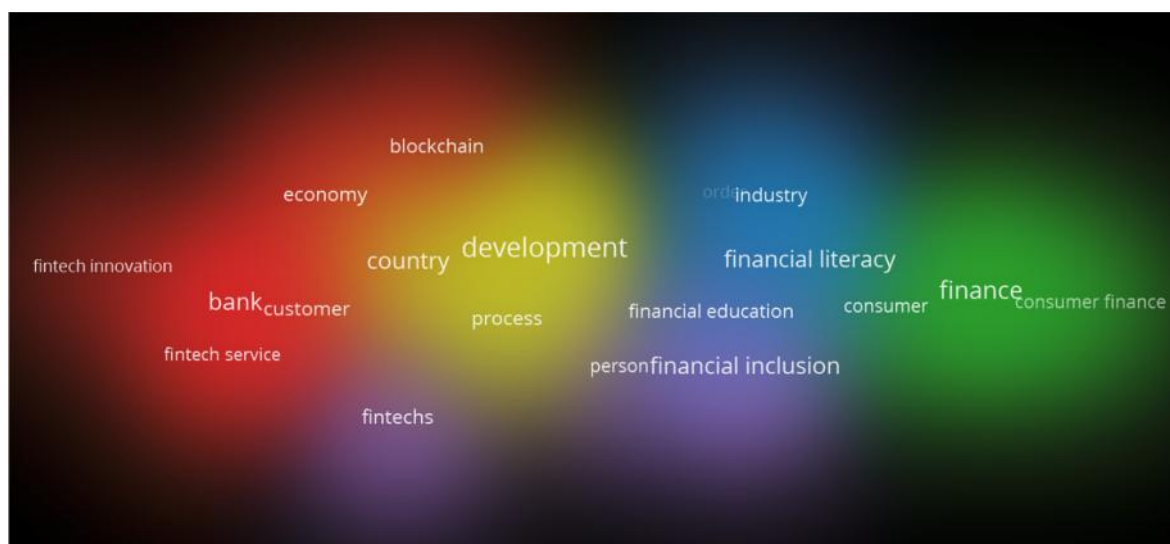 blockchain
economy
order industry
development
country
financial literacy
fintech innovation
finance
bank customer
consumer
consumer finance
process
financial education
fintech service
person financial inclusion
fintechs